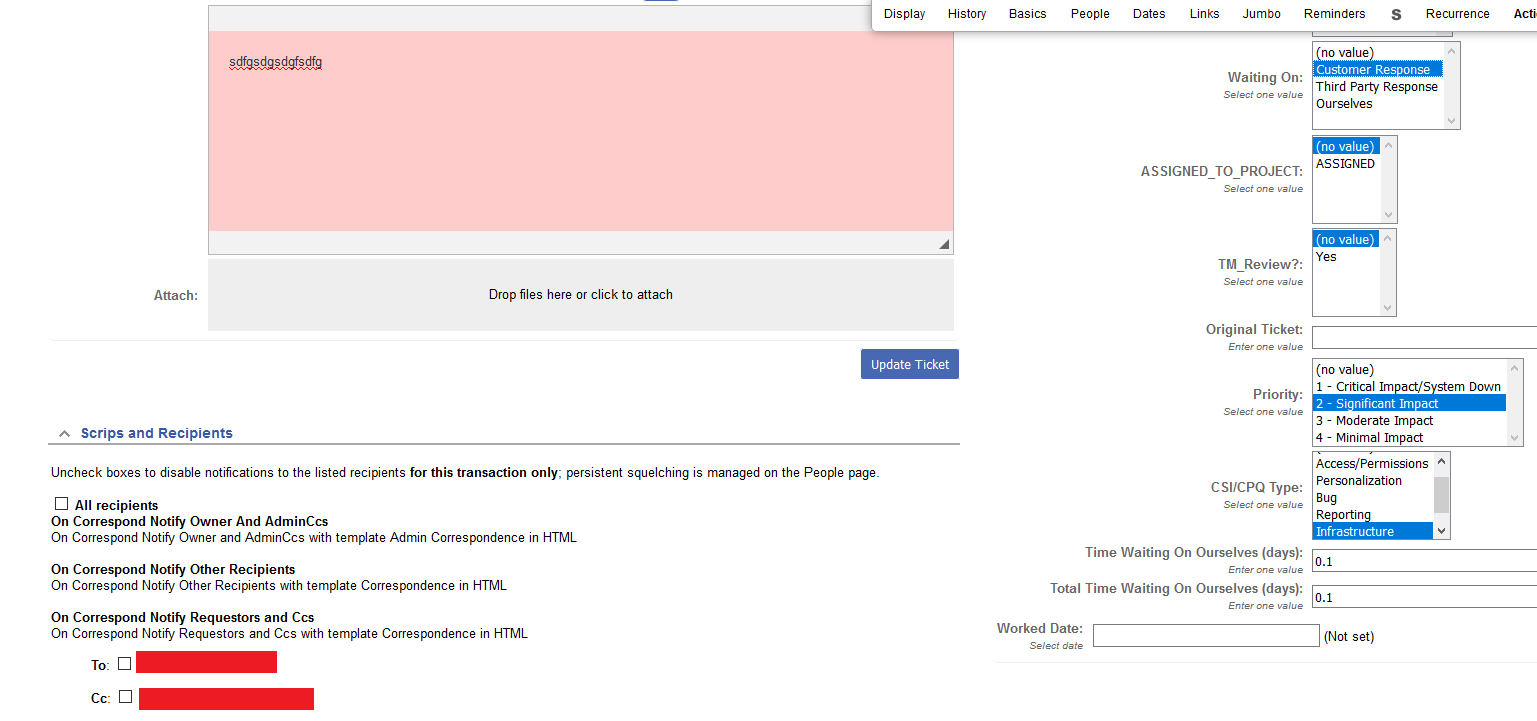 Display History Basics People Dates Links Jumbo Reminders S Recurrence
sdfgsdgsdgfsdfg
Attach:
Drop files here or click to attach
Update Ticket
Scrips and Recipients
Uncheck boxes to disable notifications to the listed recipients for this transaction only; persistent squelching is managed on the People page.
All recipients
On Correspond Notify Owner And AdminCcs
On Correspond Notify Owner and AdminCcs with template Admin Correspondence in HTML
On Correspond Notify Other Recipients
On Correspond Notify Other Recipients with template Correspondence in HTML
On Correspond Notify Requestors and Ccs
On Correspond Notify Requestors and Ccs with template Correspondence in HTML
To:
Cc:
Waiting On:
Select one value
(no value)
Customer Response
Third Party Response
Ourselves
ASSIGNED_TO_PROJECT:
Select one value
(no value)
ASSIGNED
TM_Review?:
Select one value
(no value)
Yes
Original Ticket:
Enter one value
Priority:
Select one value
(no value)
1 - Critical Impact/System Down
2 - Significant Impact
3 - Moderate Impact
4 - Minimal Impact
CSI/CPQ Type:
Select one value
Access/Permissions
Personalization
Bug
Reporting
Infrastructure
Time Waiting On Ourselves (days):
Enter one value
0.1
Total Time Waiting On Ourselves (days):
Enter one value
0.1
Worked Date:
Select date
(Not set)